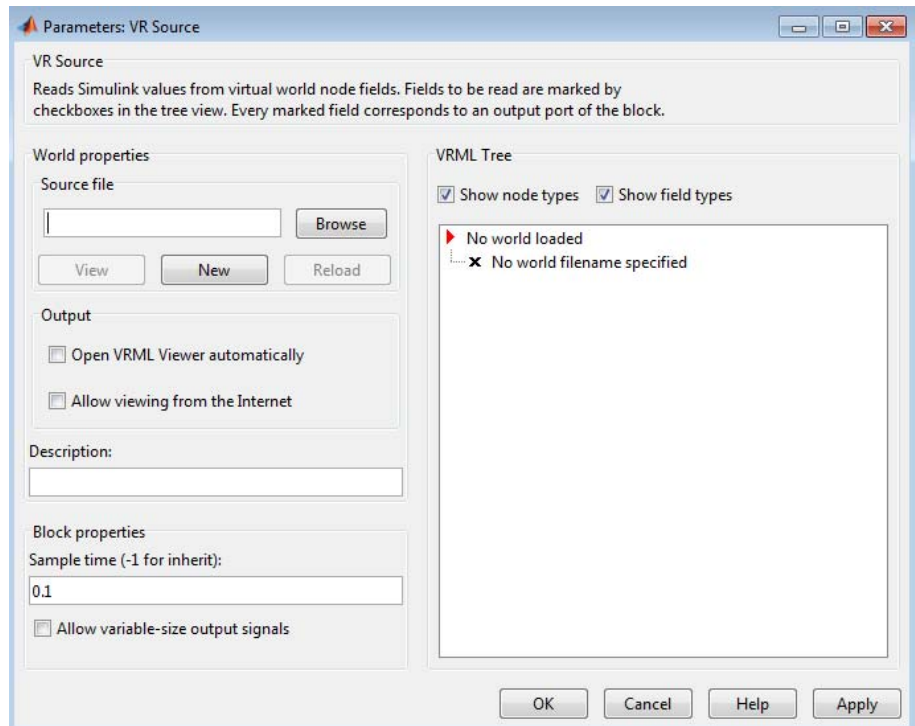 Parameters: VR Source
VR Source
Reads Simulink values from virtual world node fields. Fields to be read are marked by
checkboxes in the tree view. Every marked field corresponds to an output port of the block.
World properties
Source file
Browse
View
New
Reload
Output
Open VRML Viewer automatically
Allow viewing from the Internet
Description:
Block properties
Sample time (-1 for inherit):
0.1
Allow variable-size output signals
VRML Tree
Show node types
Show field types
No world loaded
No world filename specified
OK
Cancel
Help
Apply